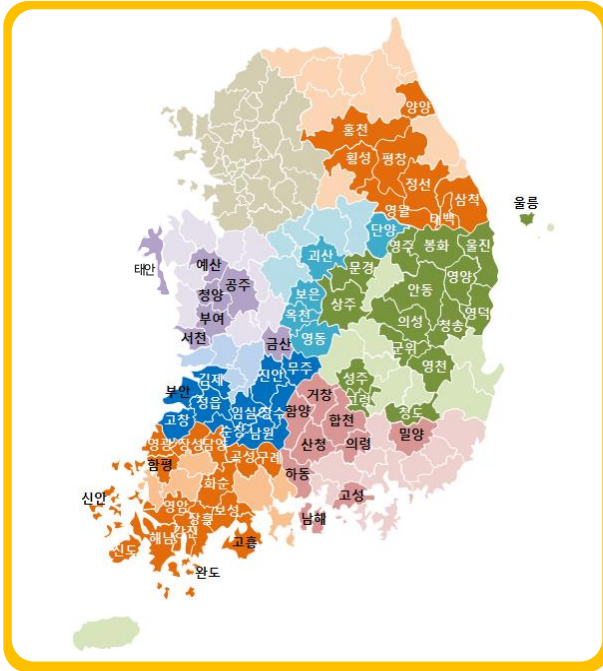 양양
홍천
횡성
평창
정선
삼척
영월
태백
울릉
단양
영주
봉화
울진
괴산
문경
태안
예산
공주
청양
보은
안동
영양
상주
부여
옥천
의성
영덕
청송
서천
금산
영동
군위
영천
무주
진안
김제
성주
부안
정읍
거창
고령
고창
임실
장수
함양
합천
청도
순창
남원
산청
의령
밀양
영광
장성
담양
곡성
구례
함평
하동
화순
신안
고성
영암
보성
장흥
남해
강진
해남
고흥
진도
완도